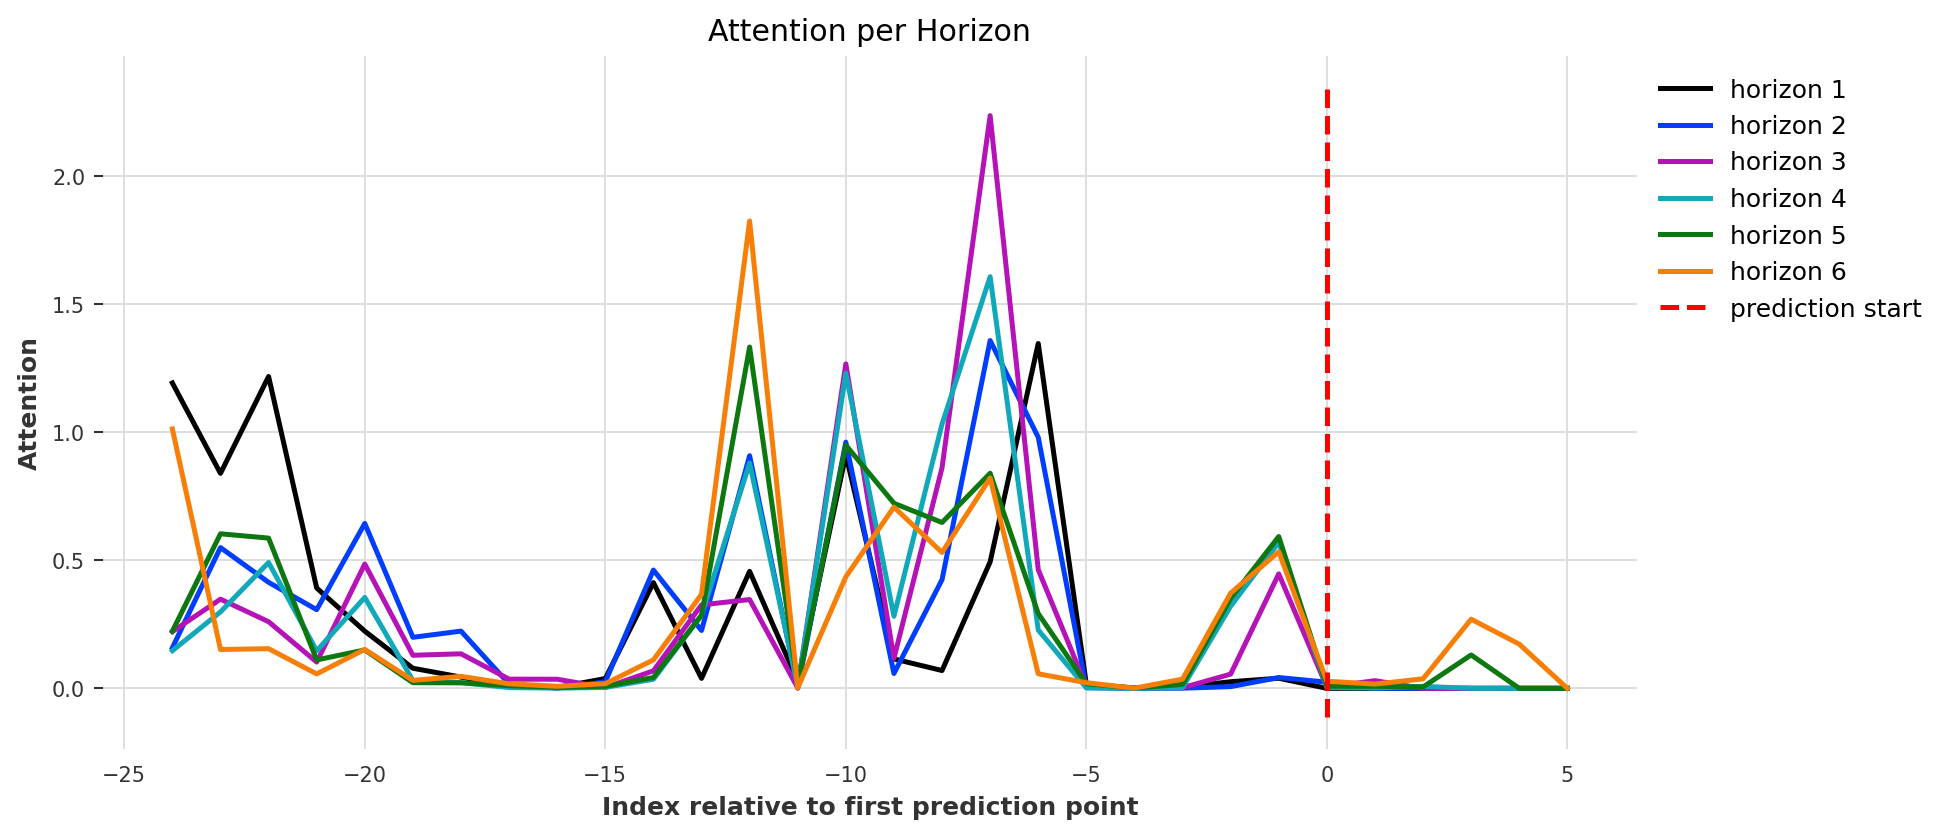 Attention per Horizon
horizon 1
horizon 2
horizon 3
horizon 4
horizon 5
horizon 6
prediction start
Attention
2.0
1.5
1.0
0.5
0.0
−25
−20
−15
−10
−5
0
5
Index relative to first prediction point